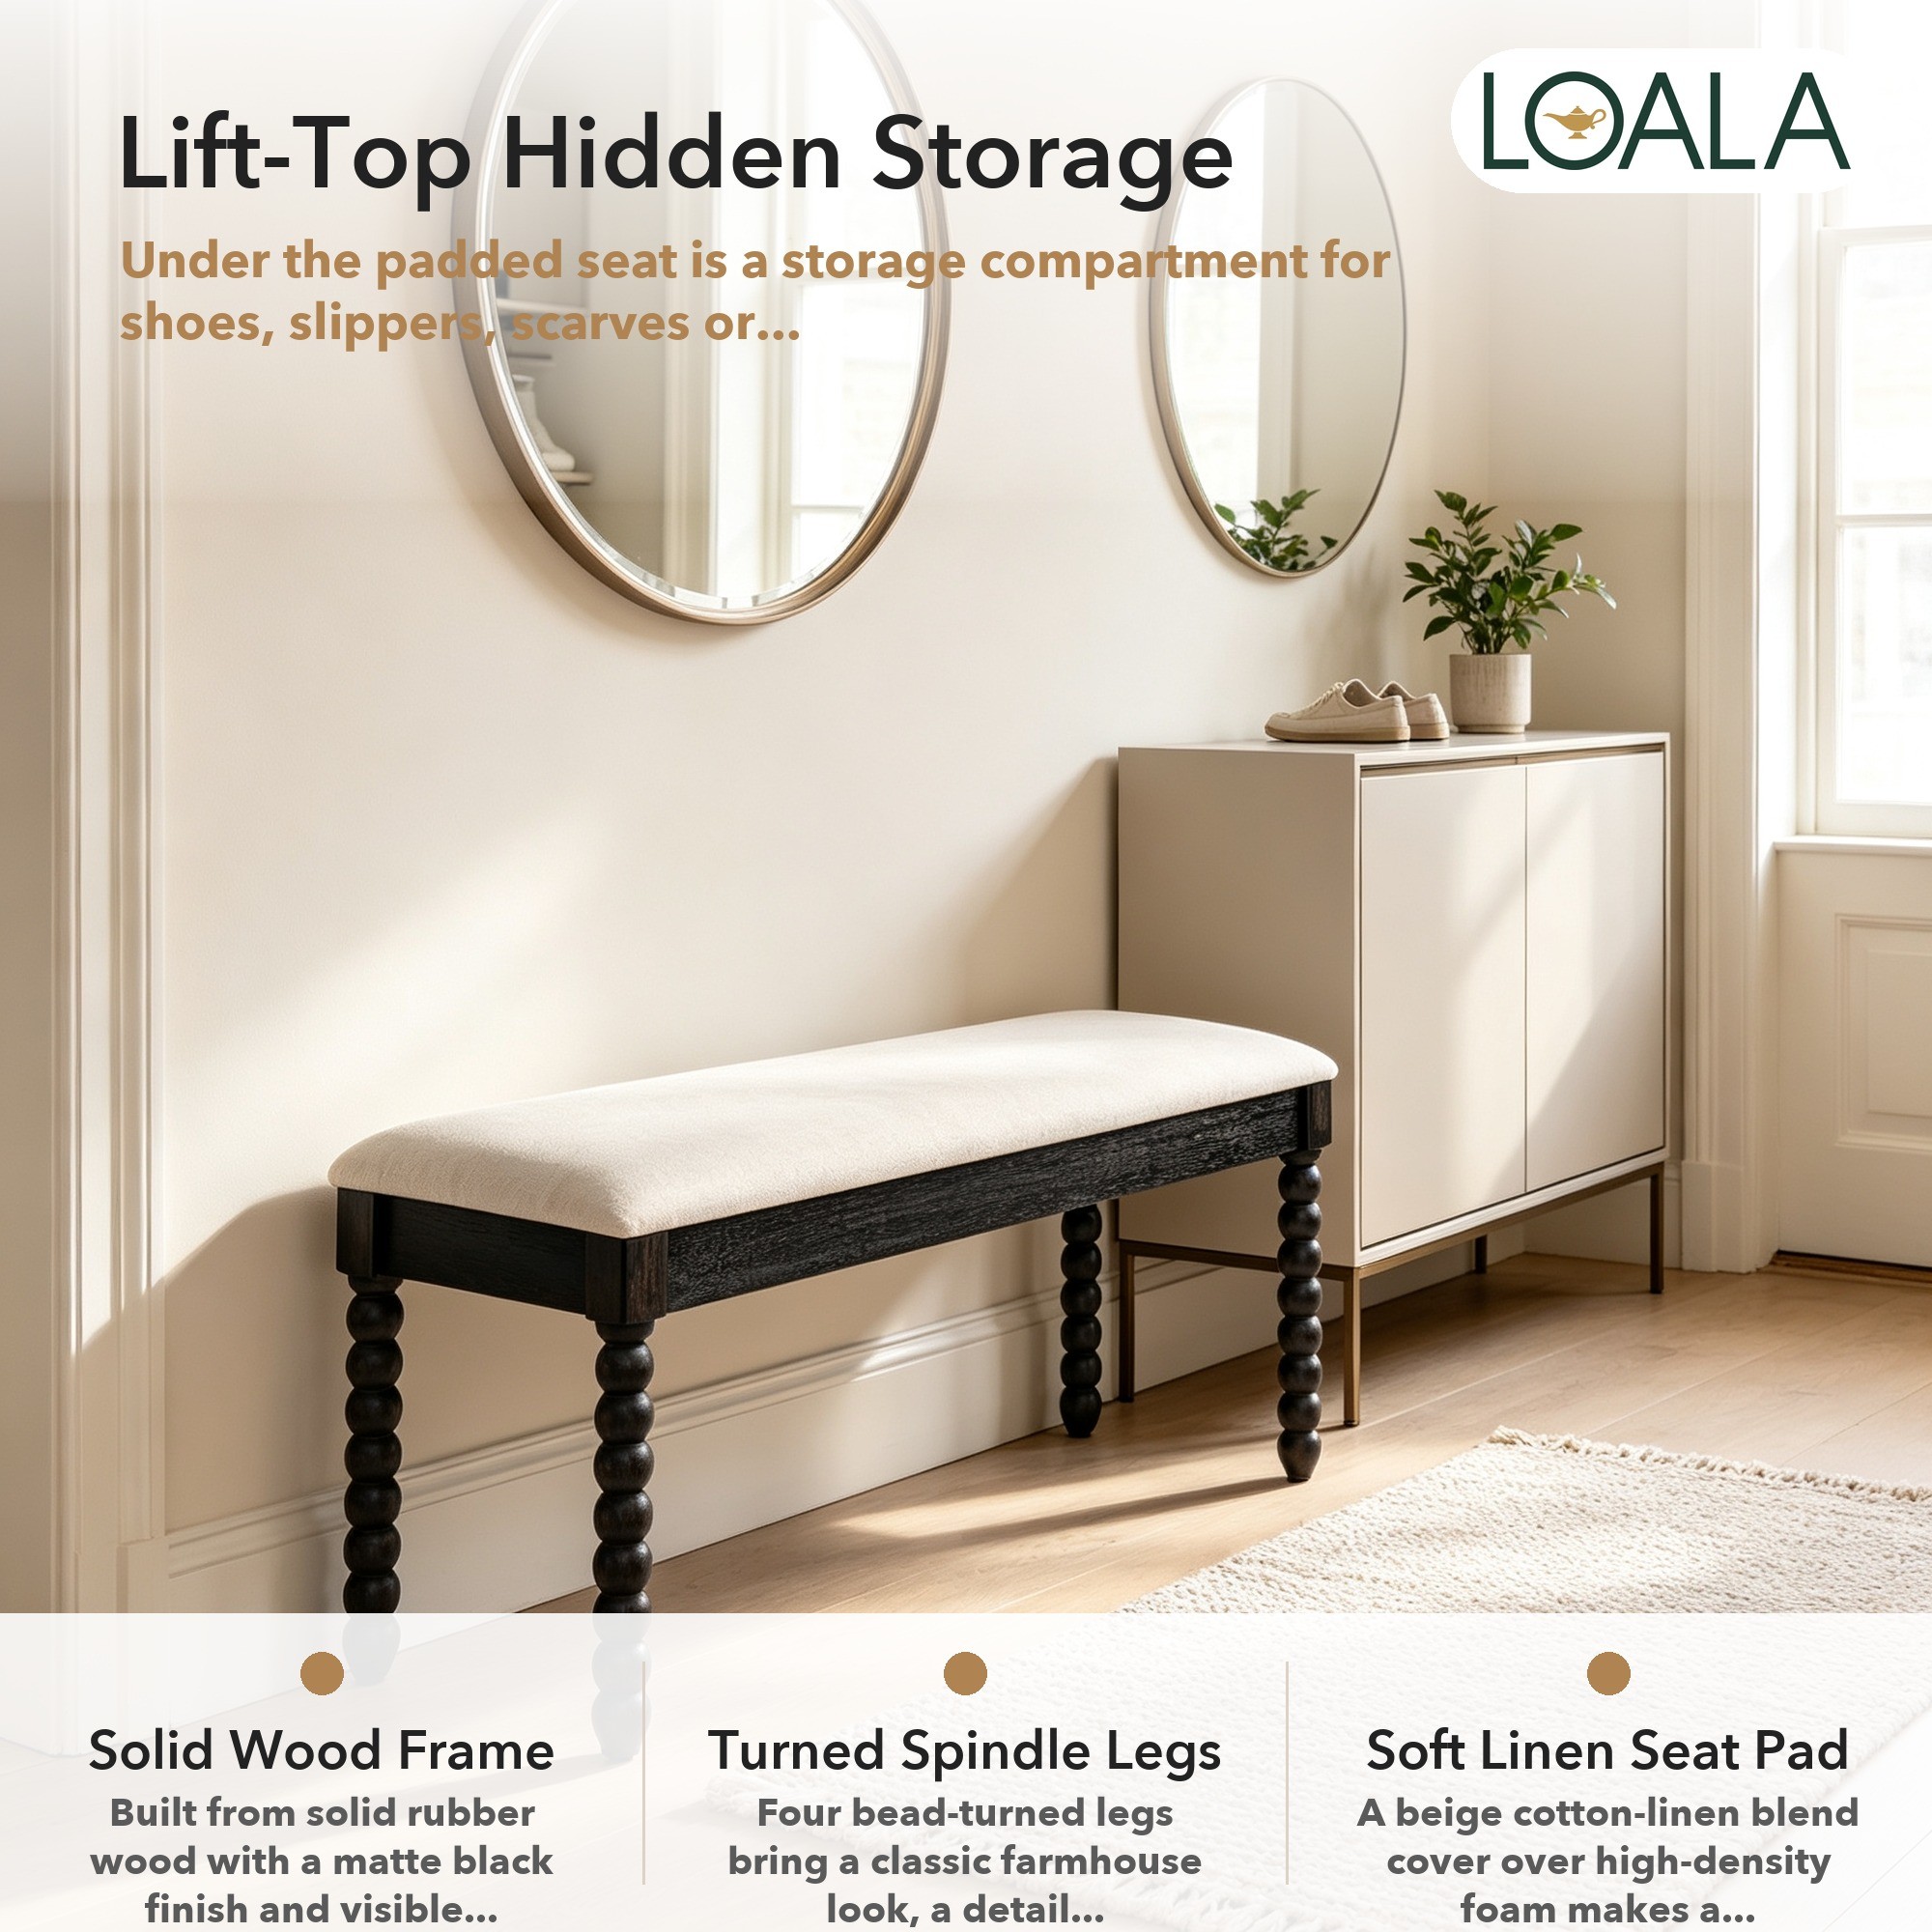 Lift-Top Hidden Storage
LOALA
Under the padded seat is a storage compartment for
shoes, slippers, scarves or...
Solid Wood Frame
Built from solid rubber
wood with a matte black
finish and visible...
Turned Spindle Legs
Four bead-turned legs
bring a classic farmhouse
look, a detail...
Soft Linen Seat Pad
A beige cotton-linen blend
cover over high-density
foam makes a...